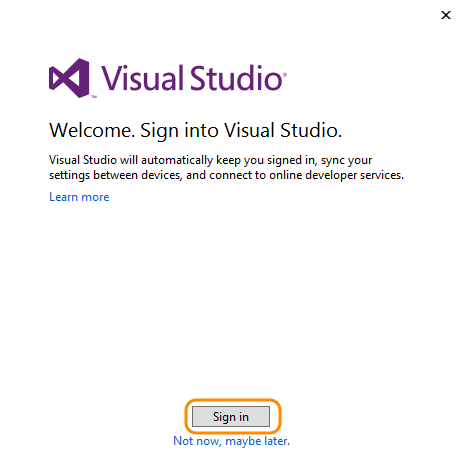 Visual Studio®
™
Welcome. Sign into Visual Studio.
Visual Studio will automatically keep you signed in, sync your
settings between devices, and connect to online developer services.
Learn more
Sign in
Not now, maybe later.